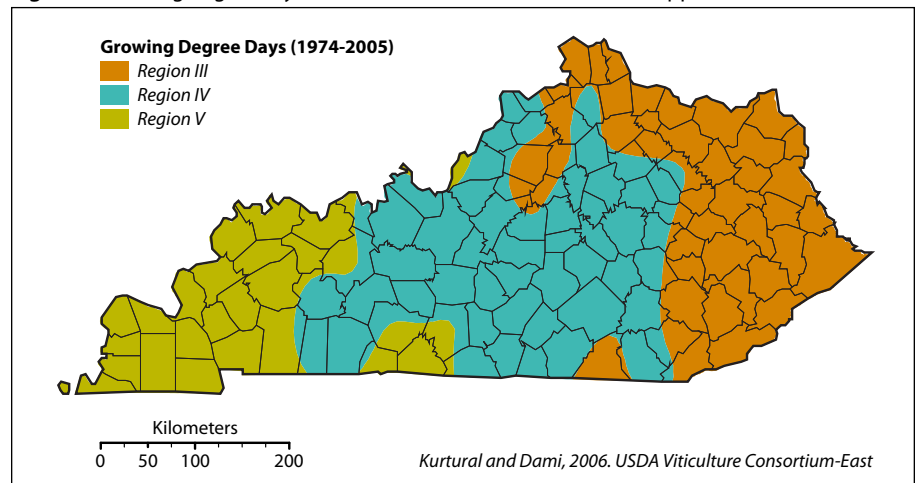 Growing Degree Days (1974-2005)
Region III
Region IV
Region V
Kilometers
0 50 100 200
Kurtural and Dami, 2006. USDA Viticulture Consortium-East